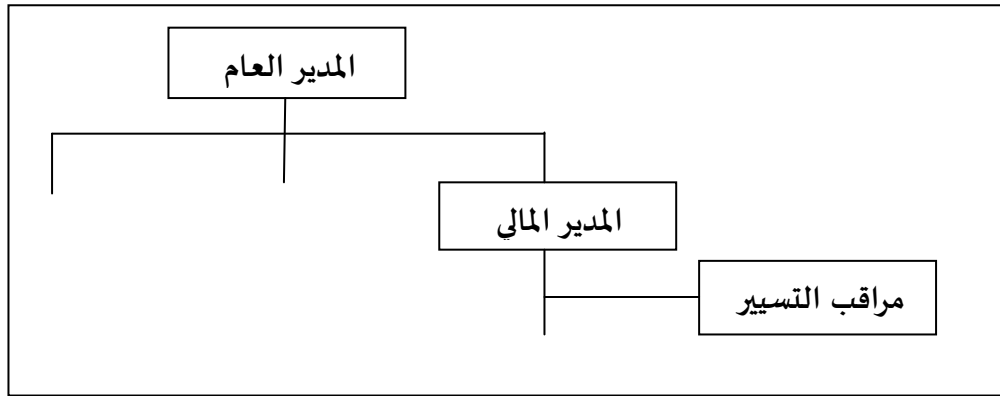 المدير العام
المدير المالي
مراقب التسيير